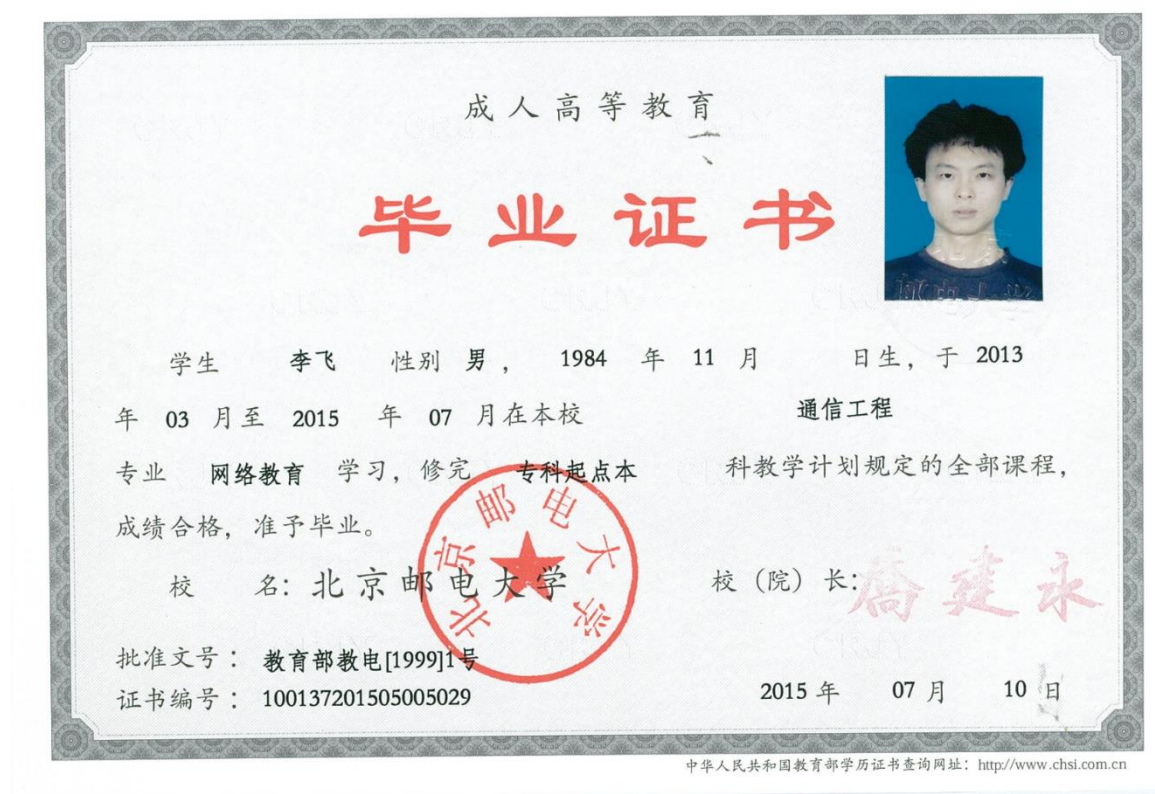 成人高等教育
毕业证书
学生 李飞 性别 男 , 1984 年 11 月 日生, 于 2013
年 03 月至 2015 年 07 月在本校 通信工程
专业 网络教育 学习, 修完 专科起点本 科教学计划规定的全部课程,
成绩合格, 准予毕业。
校 名: 北京邮电大学
校（院）长: 乔建永
北京邮电大学
批准文号： 教育部教电[1999]1号
证书编号： 100137201505005029
2015 年 07 月 10 日
中华人民共和国教育部学历证书查询网址: http://www.chsi.com.cn